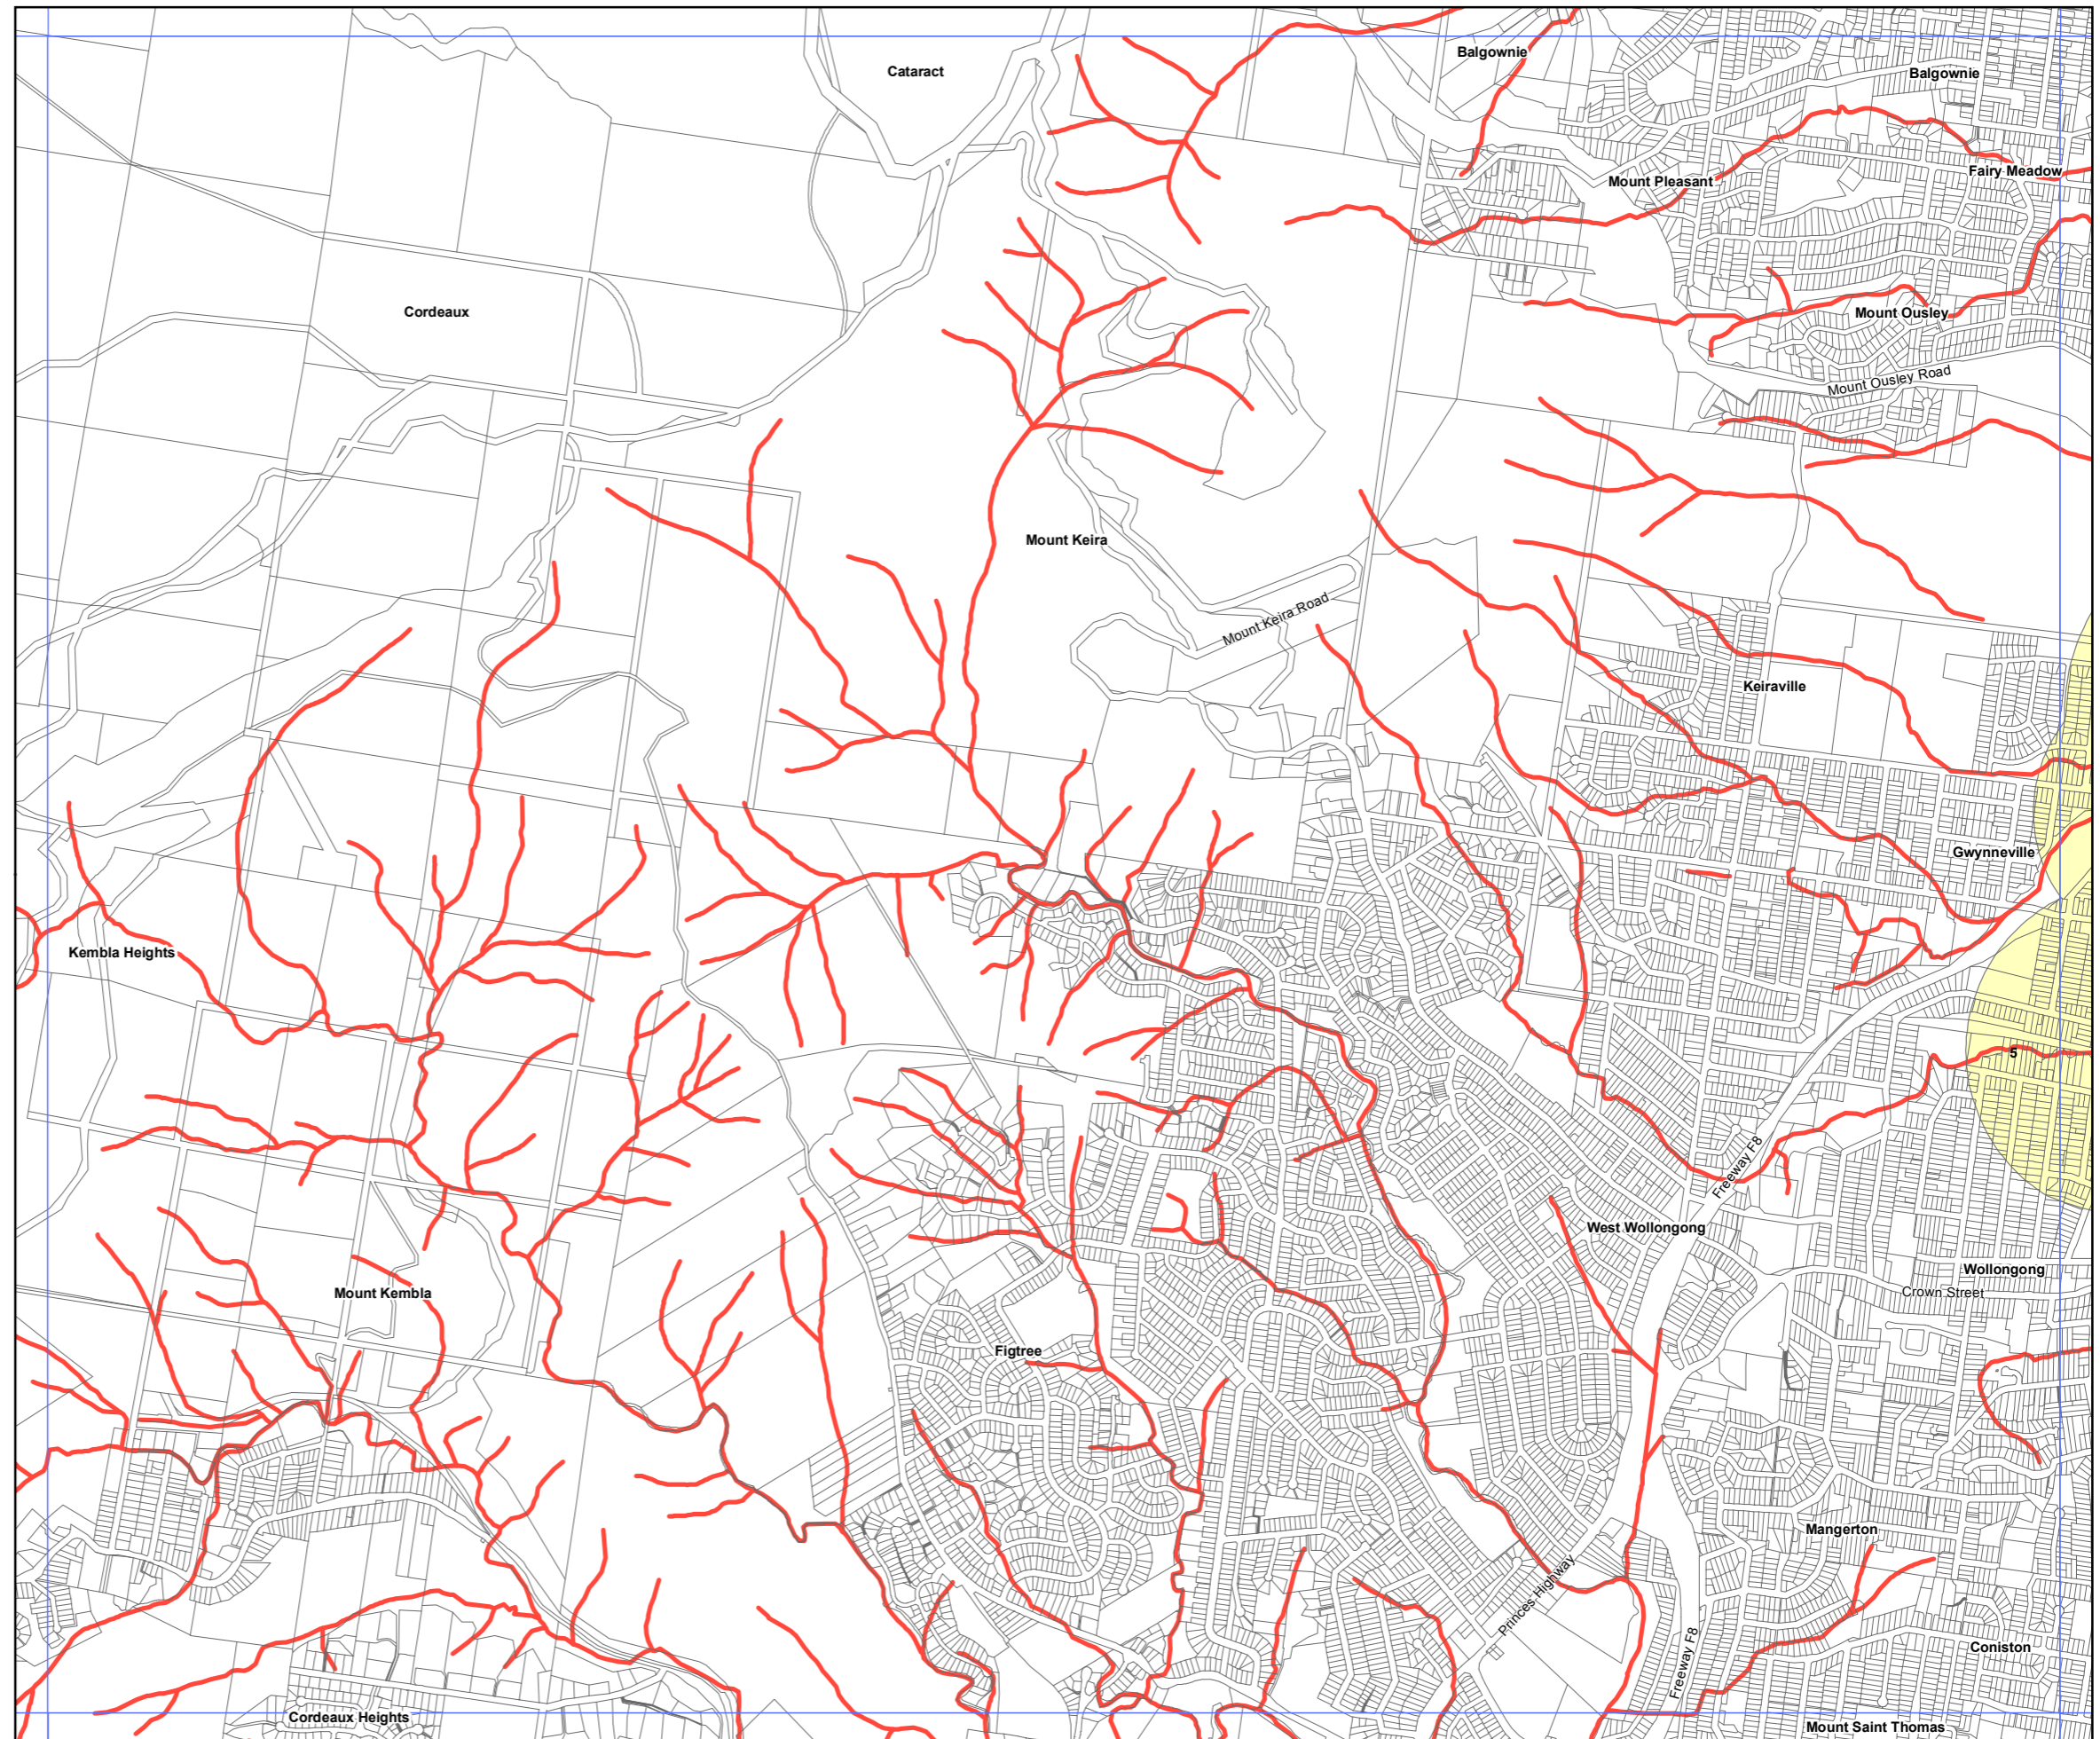 Balgownie
Cataract
Balgownie
Fairy Meadow
Mount Pleasant
Cordeaux
Mount Ousley
Mount Ousley Road
Mount Keira
Mount Keira Road
Keiraville
Gwynneville
Kembla Heights
5
Freeway F8
West Wollongong
Wollongong
Crown Street
Mount Kembla
Figtree
Mangerton
Princes Highway
Coniston
Freeway F8
Cordeaux Heights
Mount Saint Thomas